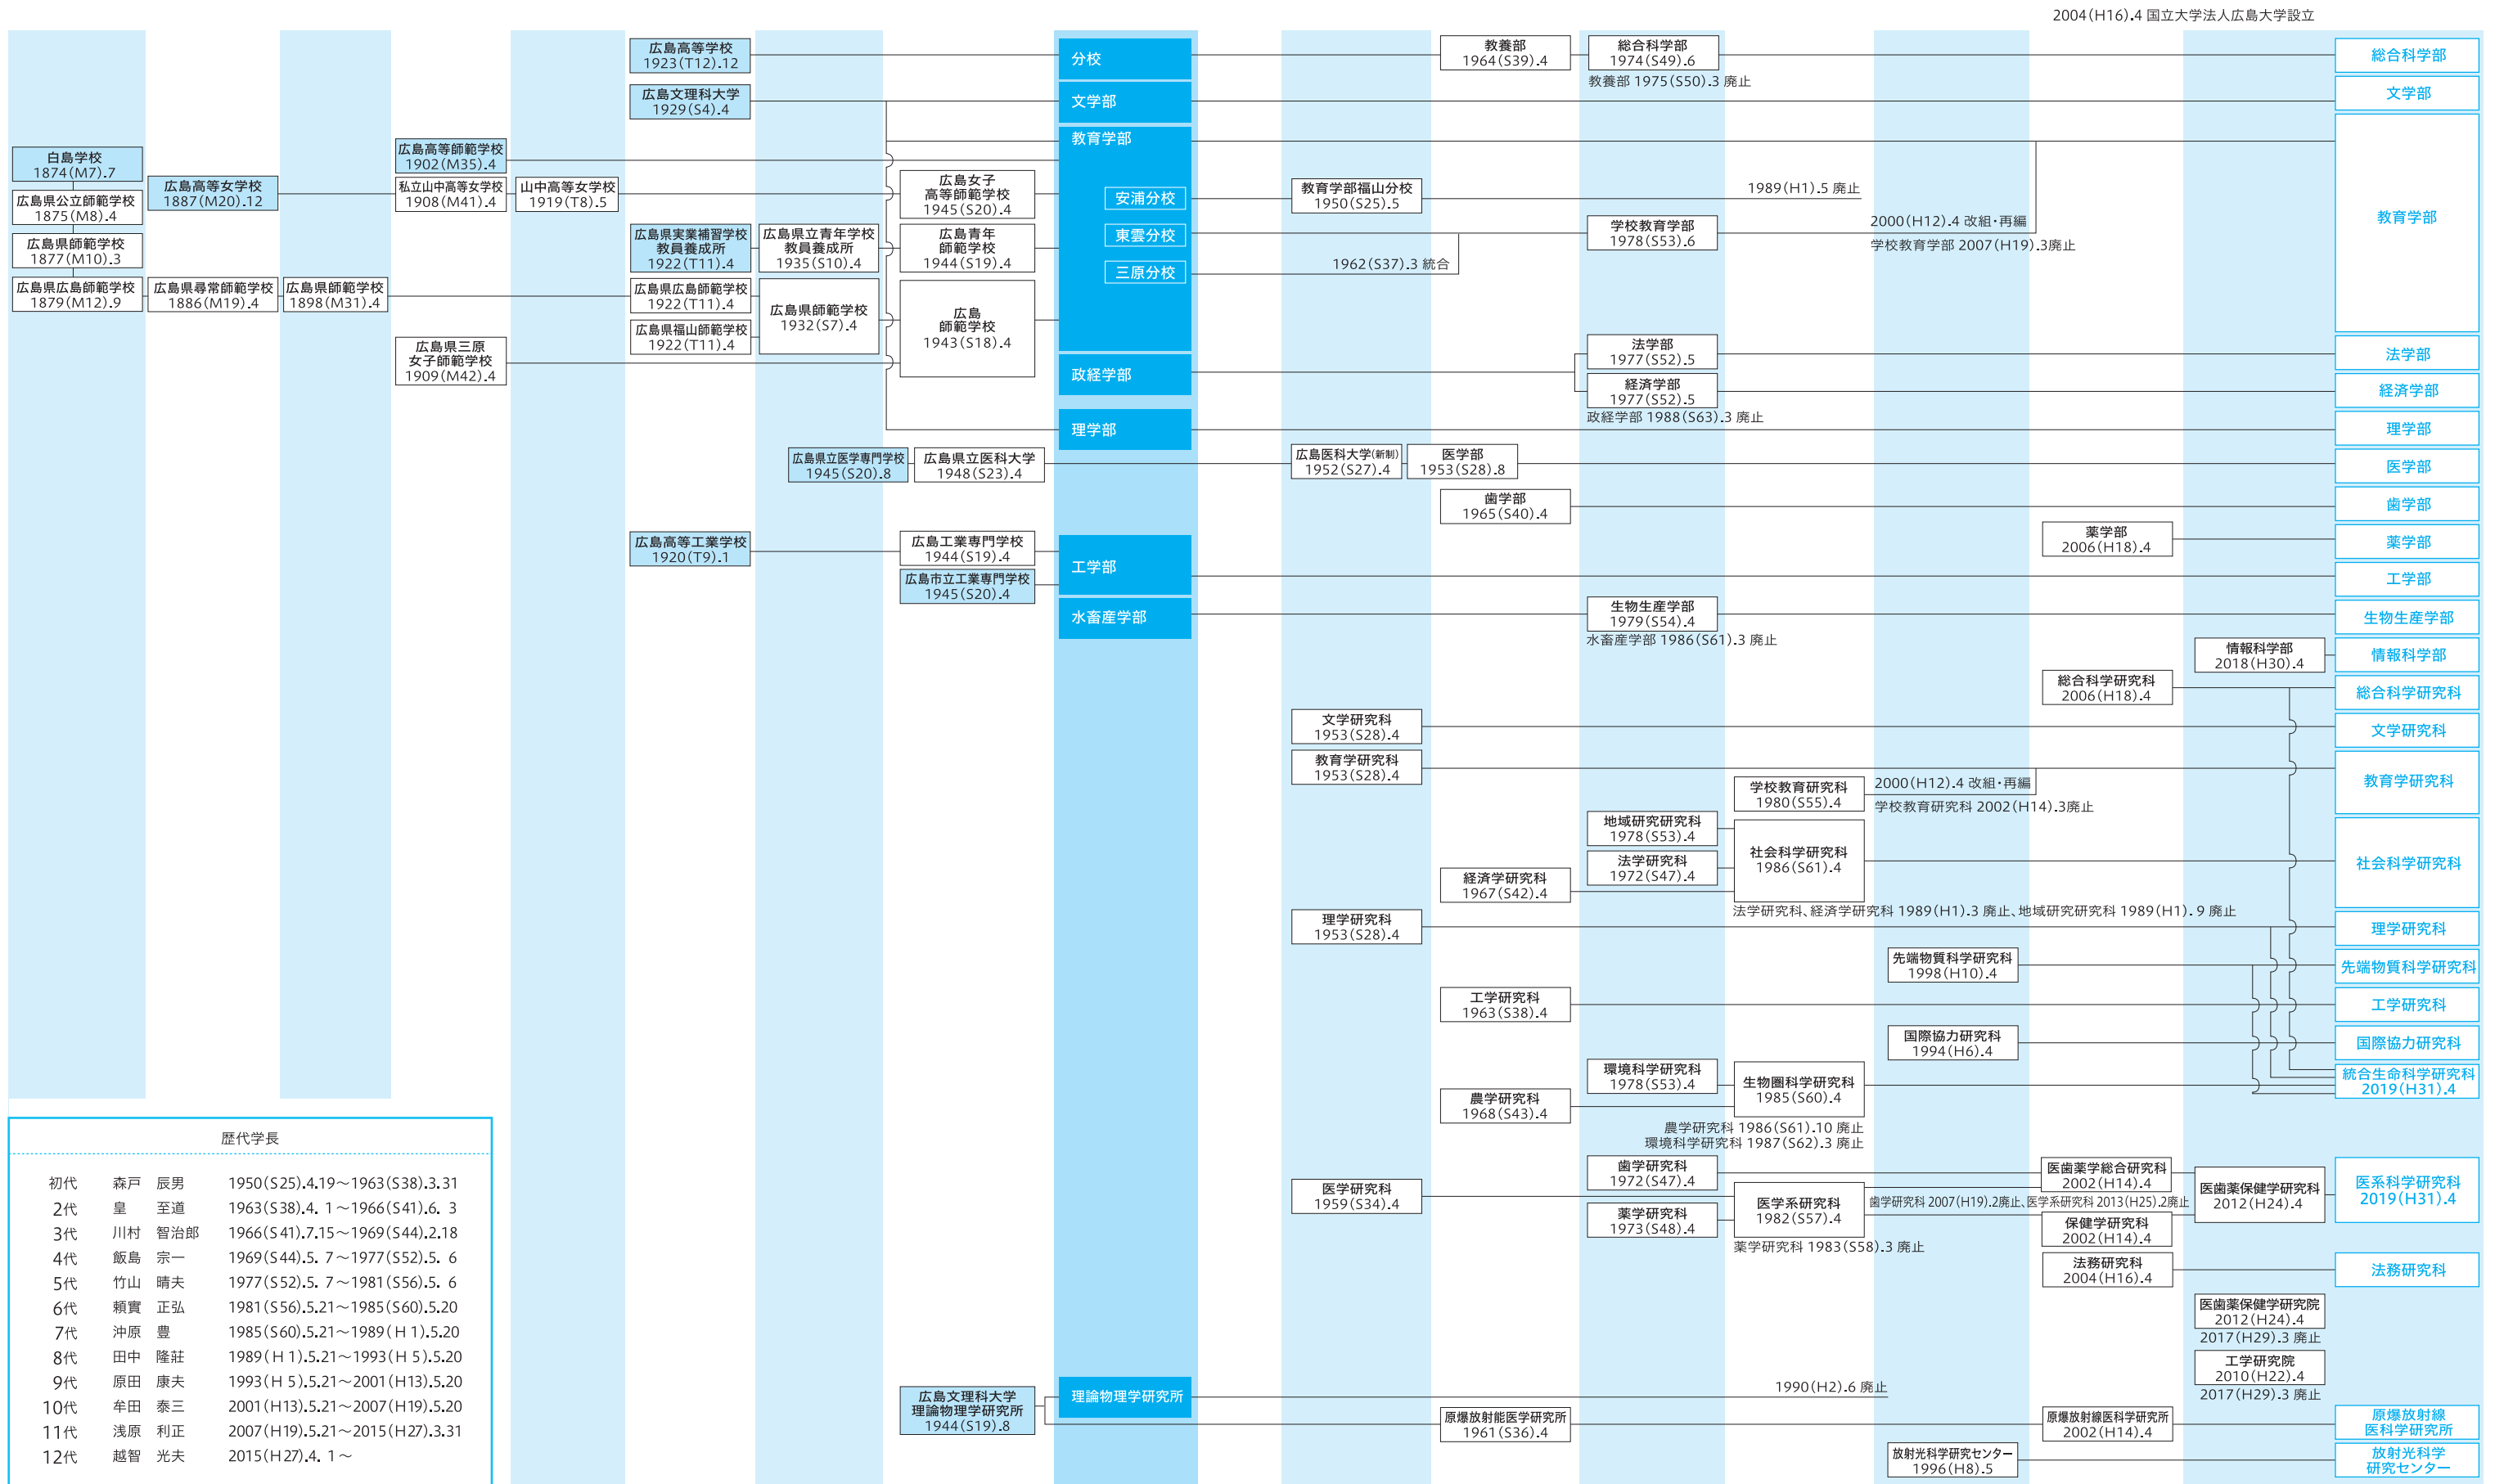 2004(H16).4 国立大学法人広島大学設立
広島高等学校
1923(T12).12
分校
教養部
1964(S39).4
総合科学部
1974(S49).6
教養部 1975(S50).3 廃止
総合科学部
広島文理科大学
1929(S4).4
文学部
文学部
白島学校
1874(M7).7
広島県公立師範学校
1875(M8).4
広島県師範学校
1877(M10).3
広島県広島師範学校
1879(M12).9
広島高等女学校
1887(M20).12
広島県尋常師範学校
1886(M19).4
広島県師範学校
1898(M31).4
広島高等師範学校
1902(M35).4
私立山中高等女学校
1908(M41).4
山中高等女学校
1919(T8).5
広島県三原
女子師範学校
1909(M42).4
広島県実業補習学校
教員養成所
1922(T11).4
広島県立青年学校
教員養成所
1935(S10).4
広島県広島師範学校
1922(T11).4
広島県福山師範学校
1922(T11).4
広島県師範学校
1932(S7).4
広島女子
高等師範学校
1945(S20).4
広島青年
師範学校
1944(S19).4
広島
師範学校
1943(S18).4
教育学部
安浦分校
東雲分校
三原分校
教育学部福山分校
1950(S25).5
1989(H1).5 廃止
1962(S37).3 統合
学校教育学部
1978(S53).6
2000(H12).4 改組・再編
学校教育学部 2007(H19).3廃止
教育学部
政経学部
法学部
1977(S52).5
経済学部
1977(S52).5
政経学部 1988(S63).3 廃止
法学部
経済学部
理学部
理学部
広島県立医学専門学校
1945(S20).8
広島県立医科大学
1948(S23).4
広島医科大学(新制)
1952(S27).4
医学部
1953(S28).8
医学部
歯学部
1965(S40).4
歯学部
薬学部
2006(H18).4
薬学部
広島高等工業学校
1920(T9).1
広島工業専門学校
1944(S19).4
広島市立工業専門学校
1945(S20).4
工学部
工学部
水畜産学部
生物生産学部
1979(S54).4
水畜産学部 1986(S61).3 廃止
生物生産学部
情報科学部
2018(H30).4
情報科学部
総合科学研究科
2006(H18).4
総合科学研究科
文学研究科
1953(S28).4
文学研究科
教育学研究科
1953(S28).4
学校教育研究科
1980(S55).4
2000(H12).4 改組・再編
学校教育研究科 2002(H14).3廃止
教育学研究科
地域研究研究科
1978(S53).4
法学研究科
1972(S47).4
経済学研究科
1967(S42).4
社会科学研究科
1986(S61).4
法学研究科、経済学研究科 1989(H1).3 廃止、地域研究研究科 1989(H1). 9 廃止
社会科学研究科
理学研究科
1953(S28).4
理学研究科
先端物質科学研究科
1998(H10).4
先端物質科学研究科
工学研究科
1963(S38).4
工学研究科
国際協力研究科
1994(H6).4
国際協力研究科
環境科学研究科
1978(S53).4
農学研究科
1968(S43).4
生物圏科学研究科
1985(S60).4
農学研究科 1986(S61).10 廃止
環境科学研究科 1987(S62).3 廃止
統合生命科学研究科
2019(H31).4
医学研究科
1959(S34).4
歯学研究科
1972(S47).4
薬学研究科
1973(S48).4
医学系研究科
1982(S57).4
薬学研究科 1983(S58).3 廃止
医歯薬学総合研究科
2002(H14).4
歯学研究科 2007(H19).2廃止、医学系研究科 2013(H25).2廃止
保健学研究科
2002(H14).4
医歯薬保健学研究科
2012(H24).4
医系科学研究科
2019(H31).4
法務研究科
2004(H16).4
法務研究科
医歯薬保健学研究院
2012(H24).4
2017(H29).3 廃止
工学研究院
2010(H22).4
2017(H29).3 廃止
広島文理科大学
理論物理学研究所
1944(S19).8
理論物理学研究所
1990(H2).6 廃止
原爆放射能医学研究所
1961(S36).4
原爆放射線医科学研究所
2002(H14).4
原爆放射線
医科学研究所
放射光科学研究センター
1996(H8).5
放射光科学
研究センター
歴代学長
初代 森戸 辰男 1950(S25).4.19～1963(S38).3.31
2代 皇 至道 1963(S38).4. 1～1966(S41).6. 3
3代 川村 智治郎 1966(S41).7.15～1969(S44).2.18
4代 飯島 宗一 1969(S44).5. 7～1977(S52).5. 6
5代 竹山 晴夫 1977(S52).5. 7～1981(S56).5. 6
6代 頼實 正弘 1981(S56).5.21～1985(S60).5.20
7代 沖原 豊 1985(S60).5.21～1989(H 1).5.20
8代 田中 隆荘 1989(H 1).5.21～1993(H 5).5.20
9代 原田 康夫 1993(H 5).5.21～2001(H13).5.20
10代 牟田 泰三 2001(H13).5.21～2007(H19).5.20
11代 浅原 利正 2007(H19).5.21～2015(H27).3.31
12代 越智 光夫 2015(H27).4. 1～